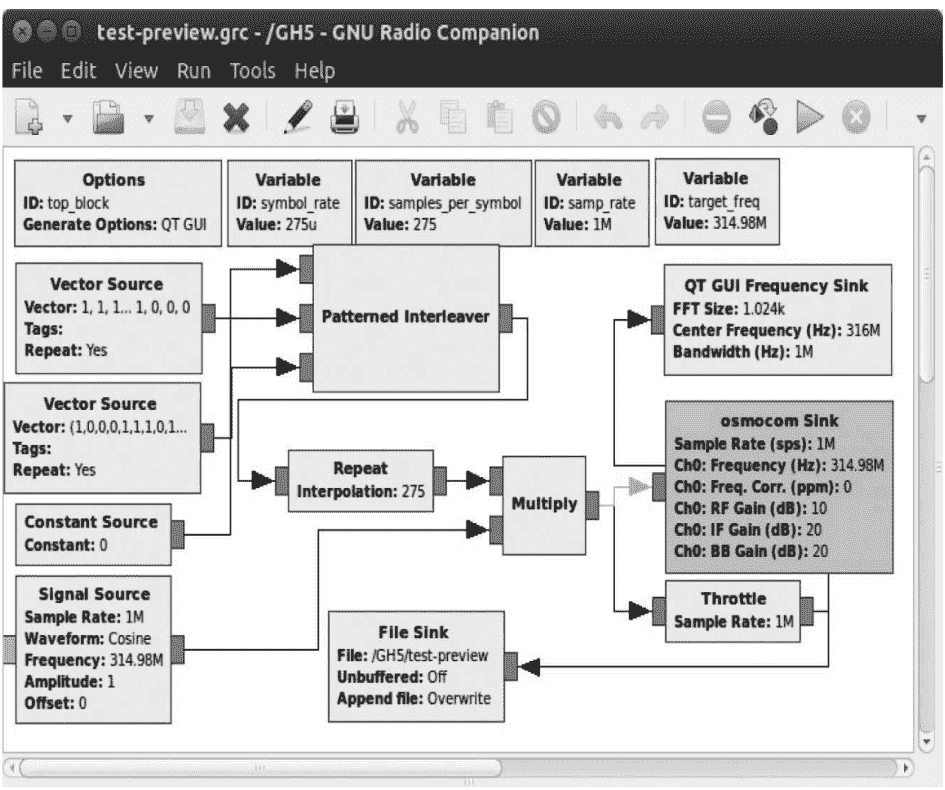 test-preview.grc - /GH5 - GNU Radio Companion
File Edit View Run Tools Help
Options
ID: top_block
Generate Options: QT GUI
Variable
ID: symbol_rate
Value: 275u
Variable
ID: samples_per_symbol
Value: 275
Variable
ID: samp_rate
Value: 1M
Variable
ID: target_freq
Value: 314.98M
Vector Source
Vector: 1, 1, 1... 1, 0, 0, 0
Tags:
Repeat: Yes
Patterned Interleaver
QT GUI Frequency Sink
FFT Size: 1.024k
Center Frequency (Hz): 316M
Bandwidth (Hz): 1M
Vector Source
Vector: (1,0,0,0,1,1,1,0,1...
Tags:
Repeat: Yes
osmocom Sink
Sample Rate (sps): 1M
Ch0: Frequency (Hz): 314.98M
Ch0: Freq. Corr. (ppm): 0
Ch0: RF Gain (dB): 10
Ch0: IF Gain (dB): 20
Ch0: BB Gain (dB): 20
Repeat
Interpolation: 275
Multiply
Constant Source
Constant: 0
Signal Source
Sample Rate: 1M
Waveform: Cosine
Frequency: 314.98M
Amplitude: 1
Offset: 0
Throttle
Sample Rate: 1M
File Sink
File: /GH5/test-preview
Unbuffered: Off
Append file: Overwrite